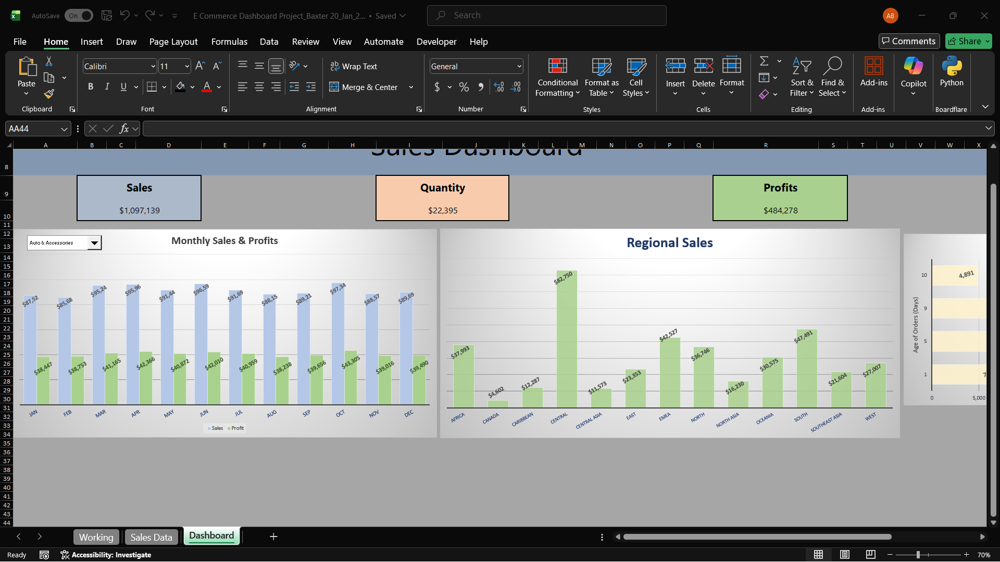 AutoSave On E Commerce Dashboard Project_Baxter 20_Jan_2... • Saved Search AB
File Home Insert Draw Page Layout Formulas Data Review View Automate Developer Help Comments Share
Calibri 11 Wrap Text General
Paste B I U Merge & Center $ % Conditional Formatting Format as Table Cell Styles Insert Delete Format Sort & Filter Find & Select Add-ins Copilot Python
Clipboard Font Alignment Number Styles Cells Editing Add-ins Boardflare
AA44 fx
A B C D E F G H I J K L M N O P Q R S T U V W X
Sales Dashboard
8
9
10
11
12
13
14
15
16
17
18
19
20
21
22
23
24
25
26
27
28
29
30
31
32
33
34
35
36
37
38
39
40
41
42
43
44
Sales
$1,097,139
Quantity
$22,395
Profits
$484,278
Auto & Accessories
Monthly Sales & Profits
$87,52 $85,68 $95,24 $95,96 $91,44 $96,59 $91,69 $88,15 $89,21 $97,34 $88,57 $89,69
$38,447 $38,753 $41,165 $42,366 $40,872 $42,010 $40,959 $38,238 $39,656 $43,305 $39,016 $39,490
JAN FEB MAR APR MAY JUN JUL AUG SEP OCT NOV DEC
Sales Profit
Regional Sales
$37,993 $4,602 $12,287 $82,750 $11,573 $23,353 $42,527 $36,746 $16,230 $30,575 $47,491 $21,604 $27,007
AFRICA CANADA CARIBBEAN CENTRAL CENTRAL ASIA EAST EMEA NORTH NORTH ASIA OCEANIA SOUTH SOUTHEAST ASIA WEST
Age of Orders (Days)
10 4,891
9
5
1 7
0 5,000
Working Sales Data Dashboard
Ready Accessibility: Investigate 70%